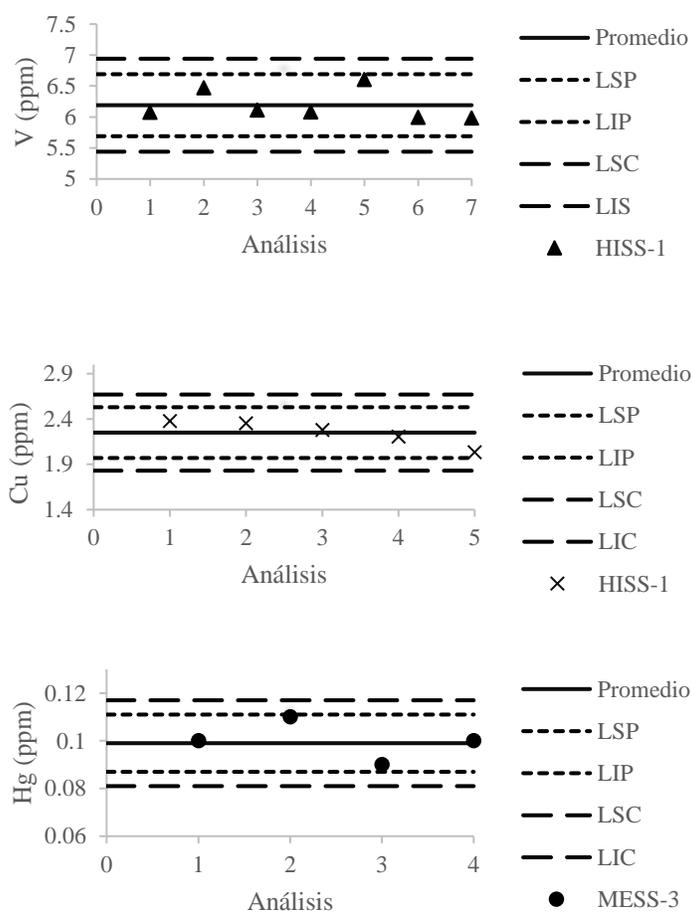 V (ppm)
7.5
7
6.5
6
5.5
5
0 1 2 3 4 5 6 7
Análisis
Promedio
LSP
LIP
LSC
LIS
HISS-1
Cu (ppm)
2.9
2.4
1.9
1.4
0 1 2 3 4 5
Análisis
Promedio
LSP
LIP
LSC
LIC
HISS-1
Hg (ppm)
0.12
0.1
0.08
0.06
0 1 2 3 4
Análisis
Promedio
LSP
LIP
LSC
LIC
MESS-3